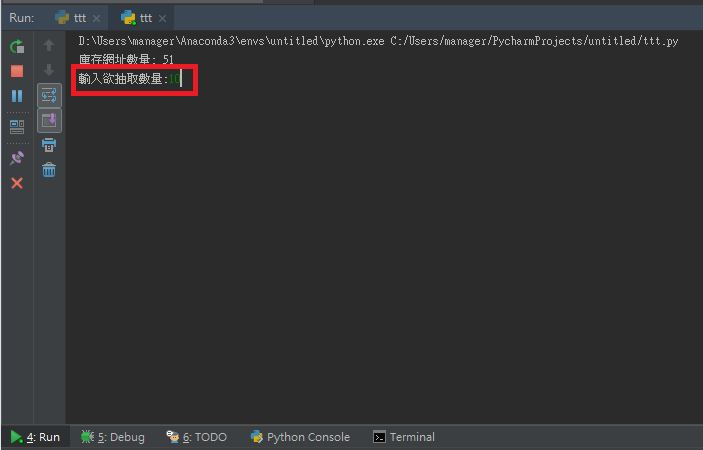 Run: ttt ttt
D:\Users\manager\Anaconda3\envs\untitled\python.exe C:/Users/manager/PycharmProjects/untitled/ttt.py
庫存網址數量: 51
輸入欲抽取數量:10
4: Run 5: Debug 6: TODO Python Console Terminal